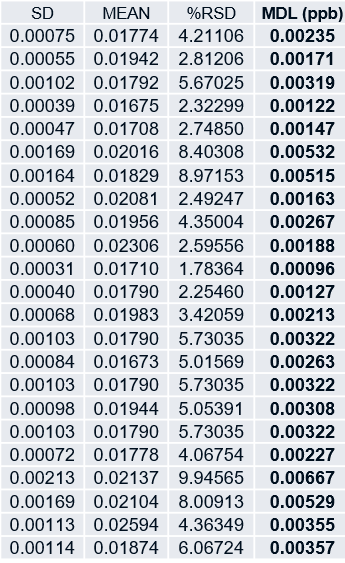 SD MEAN %RSD MDL (ppb)
0.00075 0.01774 4.21106 0.00235
0.00055 0.01942 2.81206 0.00171
0.00102 0.01792 5.67025 0.00319
0.00039 0.01675 2.32299 0.00122
0.00047 0.01708 2.74850 0.00147
0.00169 0.02016 8.40308 0.00532
0.00164 0.01829 8.97153 0.00515
0.00052 0.02081 2.49247 0.00163
0.00085 0.01956 4.35004 0.00267
0.00060 0.02306 2.59556 0.00188
0.00031 0.01710 1.78364 0.00096
0.00040 0.01790 2.25460 0.00127
0.00068 0.01983 3.42059 0.00213
0.00103 0.01790 5.73035 0.00322
0.00084 0.01673 5.01569 0.00263
0.00103 0.01790 5.73035 0.00322
0.00098 0.01944 5.05391 0.00308
0.00103 0.01790 5.73035 0.00322
0.00072 0.01778 4.06754 0.00227
0.00213 0.02137 9.94565 0.00667
0.00169 0.02104 8.00913 0.00529
0.00113 0.02594 4.36349 0.00355
0.00114 0.01874 6.06724 0.00357